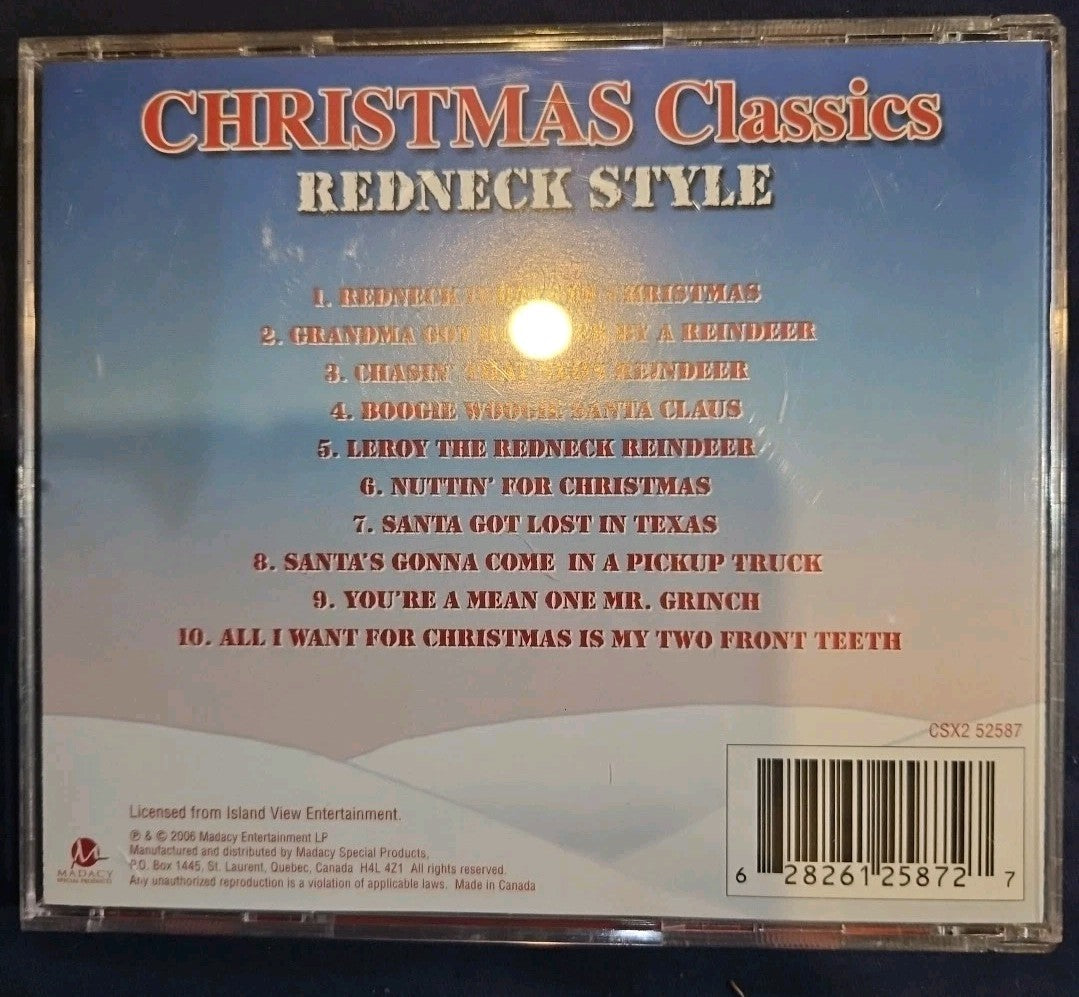 CHRISTMAS Classics
REDNECK STYLE
1. REDNECK CHRISTMAS
2. GRANDMA GOT BY A REINDEER
3. CHASIN' REINDEER
4. BOOGIE WOOGIE SANTA CLAUS
5. LEROY THE REDNECK REINDEER
6. NUTTIN' FOR CHRISTMAS
7. SANTA GOT LOST IN TEXAS
8. SANTA'S GONNA COME IN A PICKUP TRUCK
9. YOU'RE A MEAN ONE MR. GRINCH
10. ALL I WANT FOR CHRISTMAS IS MY TWO FRONT TEETH
CSX2 52587
Licensed from Island View Entertainment.
℗ & © 2006 Madacy Entertainment LP
Manufactured and distributed by Madacy Special Products,
P.O. Box 1445, St. Laurent, Quebec, Canada H4L 4Z1 All rights reserved.
Any unauthorized reproduction is a violation of applicable laws. Made in Canada
MADACY
SPECIAL PRODUCTS
6 28261 25872 7